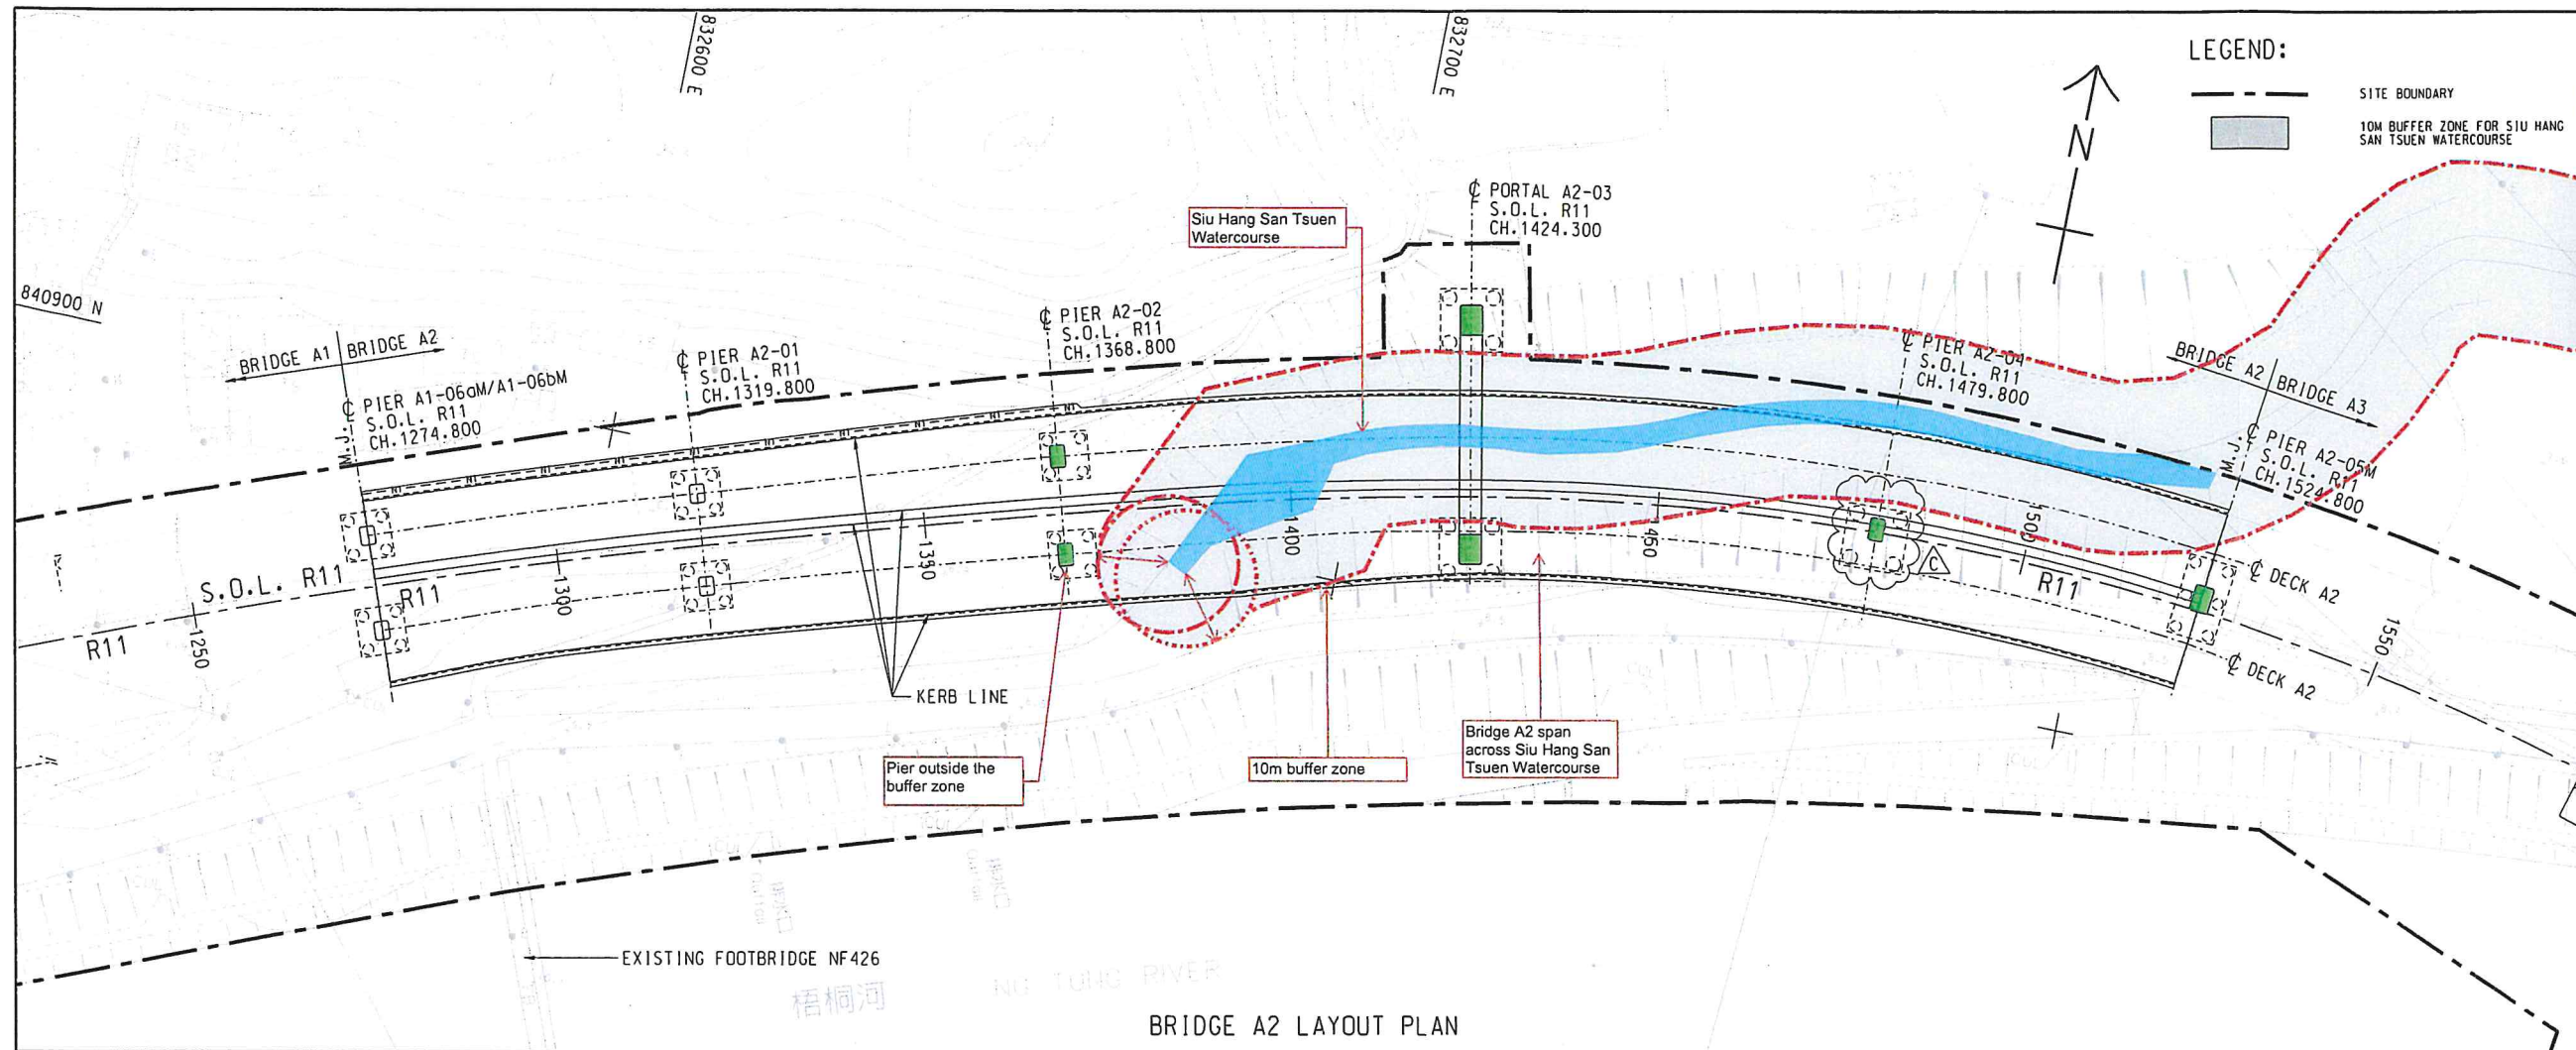 832600 E
832700 E
LEGEND:
SITE BOUNDARY
10M BUFFER ZONE FOR SIU HANG
SAN TSUEN WATERCOURSE
N
840900 N
BRIDGE A1
BRIDGE A2
M.J.
℄ PIER A1-06aM/A1-06bM
S.O.L. R11
CH.1274.800
℄ PIER A2-01
S.O.L. R11
CH.1319.800
℄ PIER A2-02
S.O.L. R11
CH.1368.800
Siu Hang San Tsuen
Watercourse
℄ PORTAL A2-03
S.O.L. R11
CH.1424.300
℄ PIER A2-04
S.O.L. R11
CH.1479.800
BRIDGE A2
BRIDGE A3
M.J.
℄ PIER A2-05M
S.O.L. R11
CH.1524.800
S.O.L. R11
R11
R11
1250
1300
1350
1400
1450
1500
1550
C
R11
℄ DECK A2
℄ DECK A2
KERB LINE
Pier outside the
buffer zone
10m buffer zone
Bridge A2 span
across Siu Hang San
Tsuen Watercourse
EXISTING FOOTBRIDGE NF426
梧桐河
NG TUNG RIVER
BRIDGE A2 LAYOUT PLAN